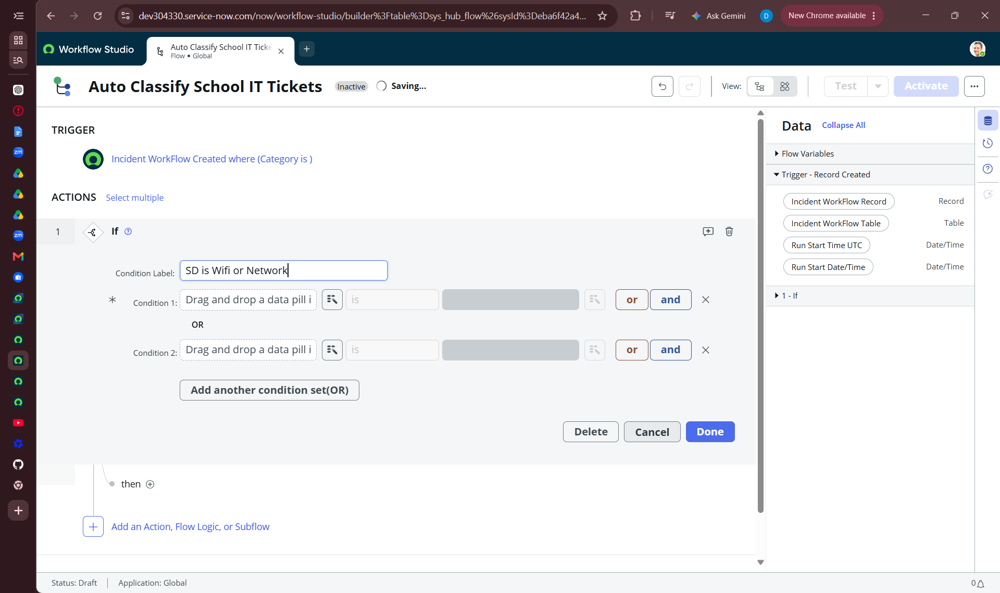 dev304330.service-now.com/now/workflow-studio/builder%3Ftable%3Dsys_hub_flow%26sysId%3Deba6f42a4...
Ask Gemini
D
New Chrome available
Workflow Studio
Auto Classify School IT Ticke
Flow • Global
Auto Classify School IT Tickets
Inactive
Saving...
View:
Test
Activate
TRIGGER
Incident WorkFlow Created where (Category is )
ACTIONS
Select multiple
1
If
Condition Label:
SD is Wifi or Network
* Condition 1:
Drag and drop a data pill i
is
or
and
OR
Condition 2:
Drag and drop a data pill i
is
or
and
Add another condition set(OR)
Delete
Cancel
Done
then
Add an Action, Flow Logic, or Subflow
Data
Collapse All
Flow Variables
Trigger - Record Created
Incident WorkFlow Record
Record
Incident WorkFlow Table
Table
Run Start Time UTC
Date/Time
Run Start Date/Time
Date/Time
1 - If
Status: Draft
Application: Global
0
zm
zm